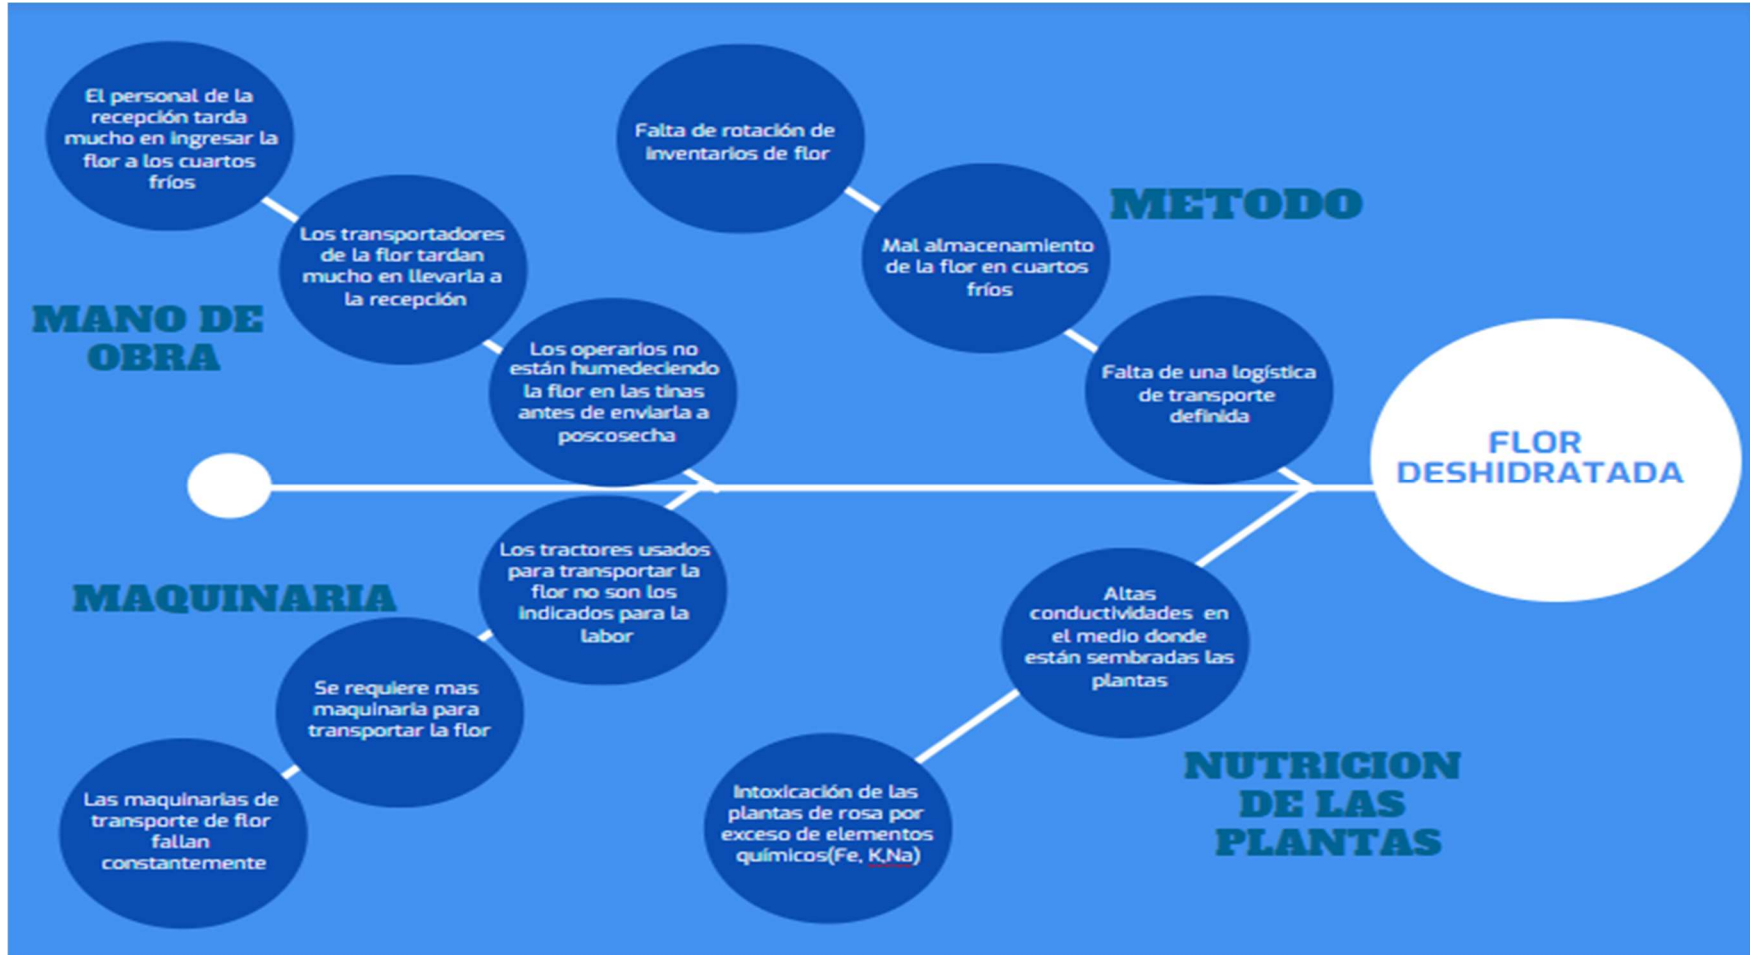 El personal de la
recepción tarda
mucho en ingresar la
flor a los cuartos
fríos
Los transportadores
de la flor tardan
mucho en llevarla a
la recepción
Los operarios no
están humedeciendo
la flor en las tinas
antes de enviarla a
poscosecha
MANO DE
OBRA
Falta de rotación de
inventarios de flor
Mal almacenamiento
de la flor en cuartos
fríos
Falta de una logística
de transporte
definida
METODO
FLOR
DESHIDRATADA
MAQUINARIA
Los tractores usados
para transportar la
flor no son los
indicados para la
labor
Se requiere mas
maquinaria para
transportar la flor
Las maquinarias de
transporte de flor
fallan
constantemente
Altas
conductividades en
el medio donde
están sembradas las
plantas
Intoxicación de las
plantas de rosa por
exceso de elementos
químicos(Fe, K,Na)
NUTRICION
DE LAS
PLANTAS